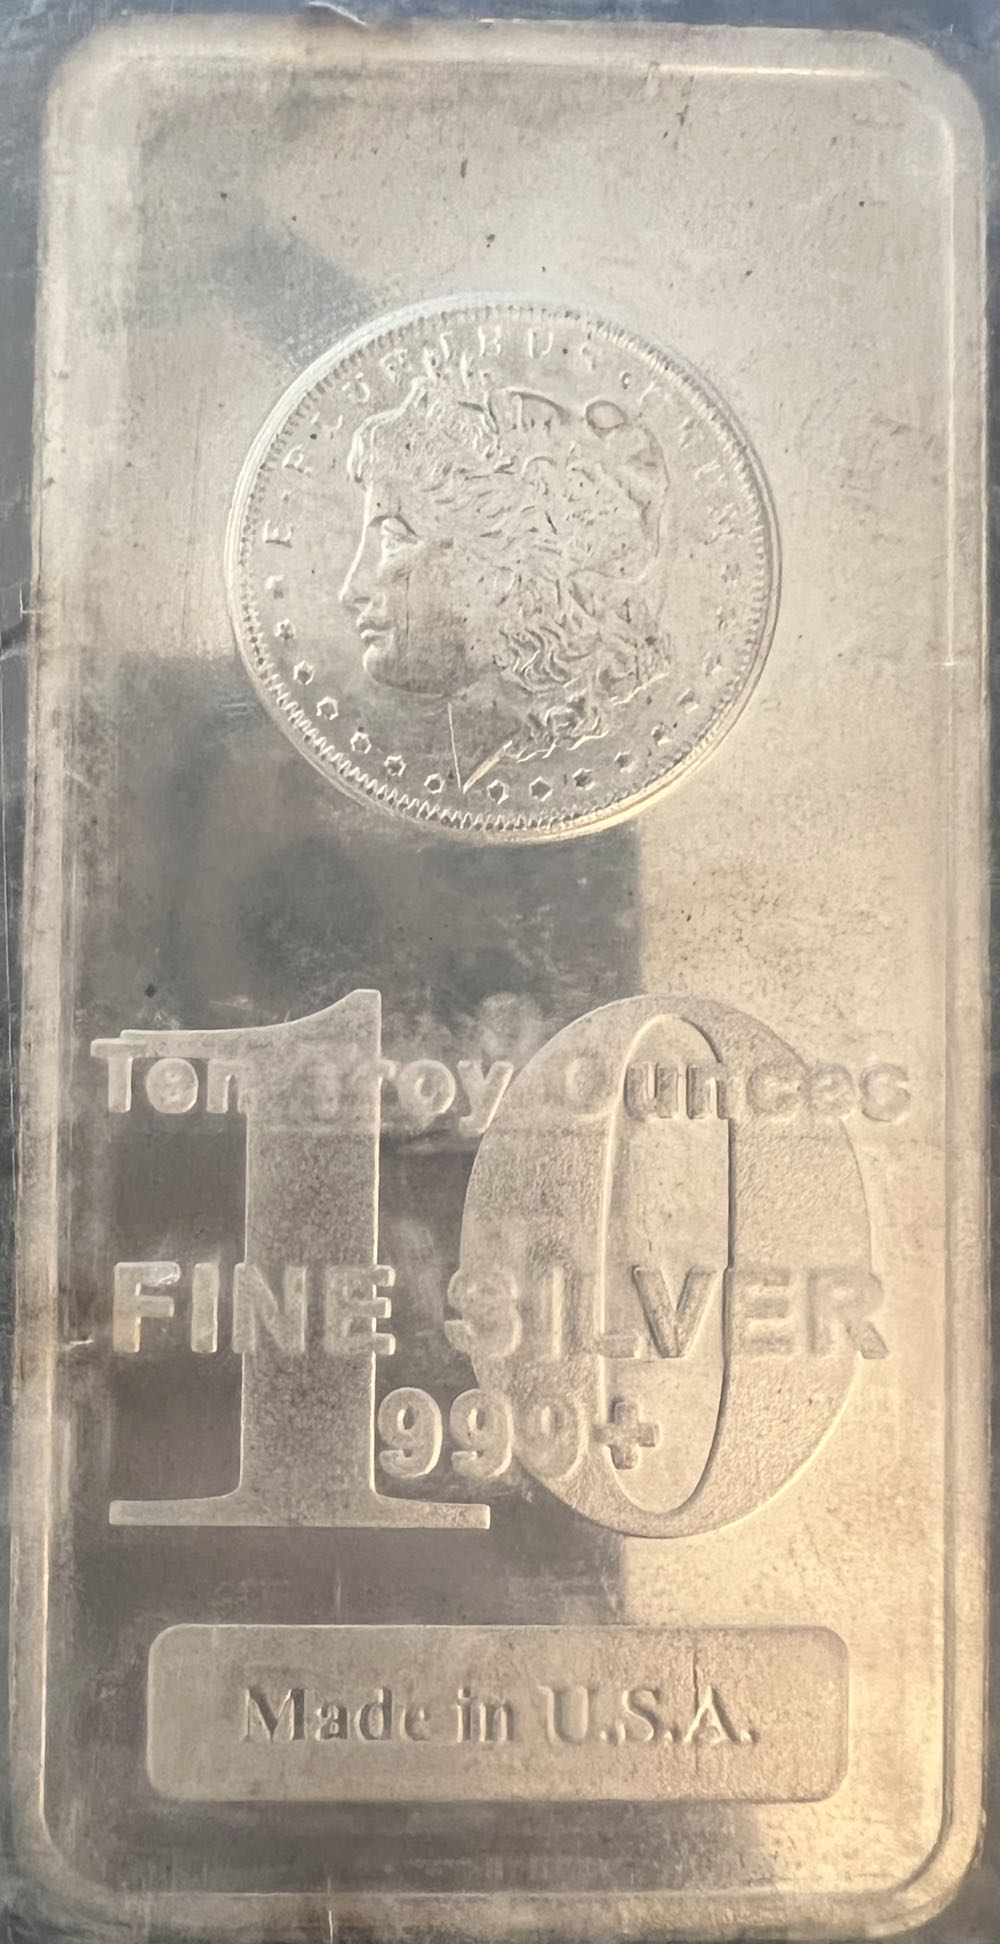 E·PLURIBUS·UNUM
10
Ten Troy Ounces
FINE SILVER
999+
Made in U.S.A.